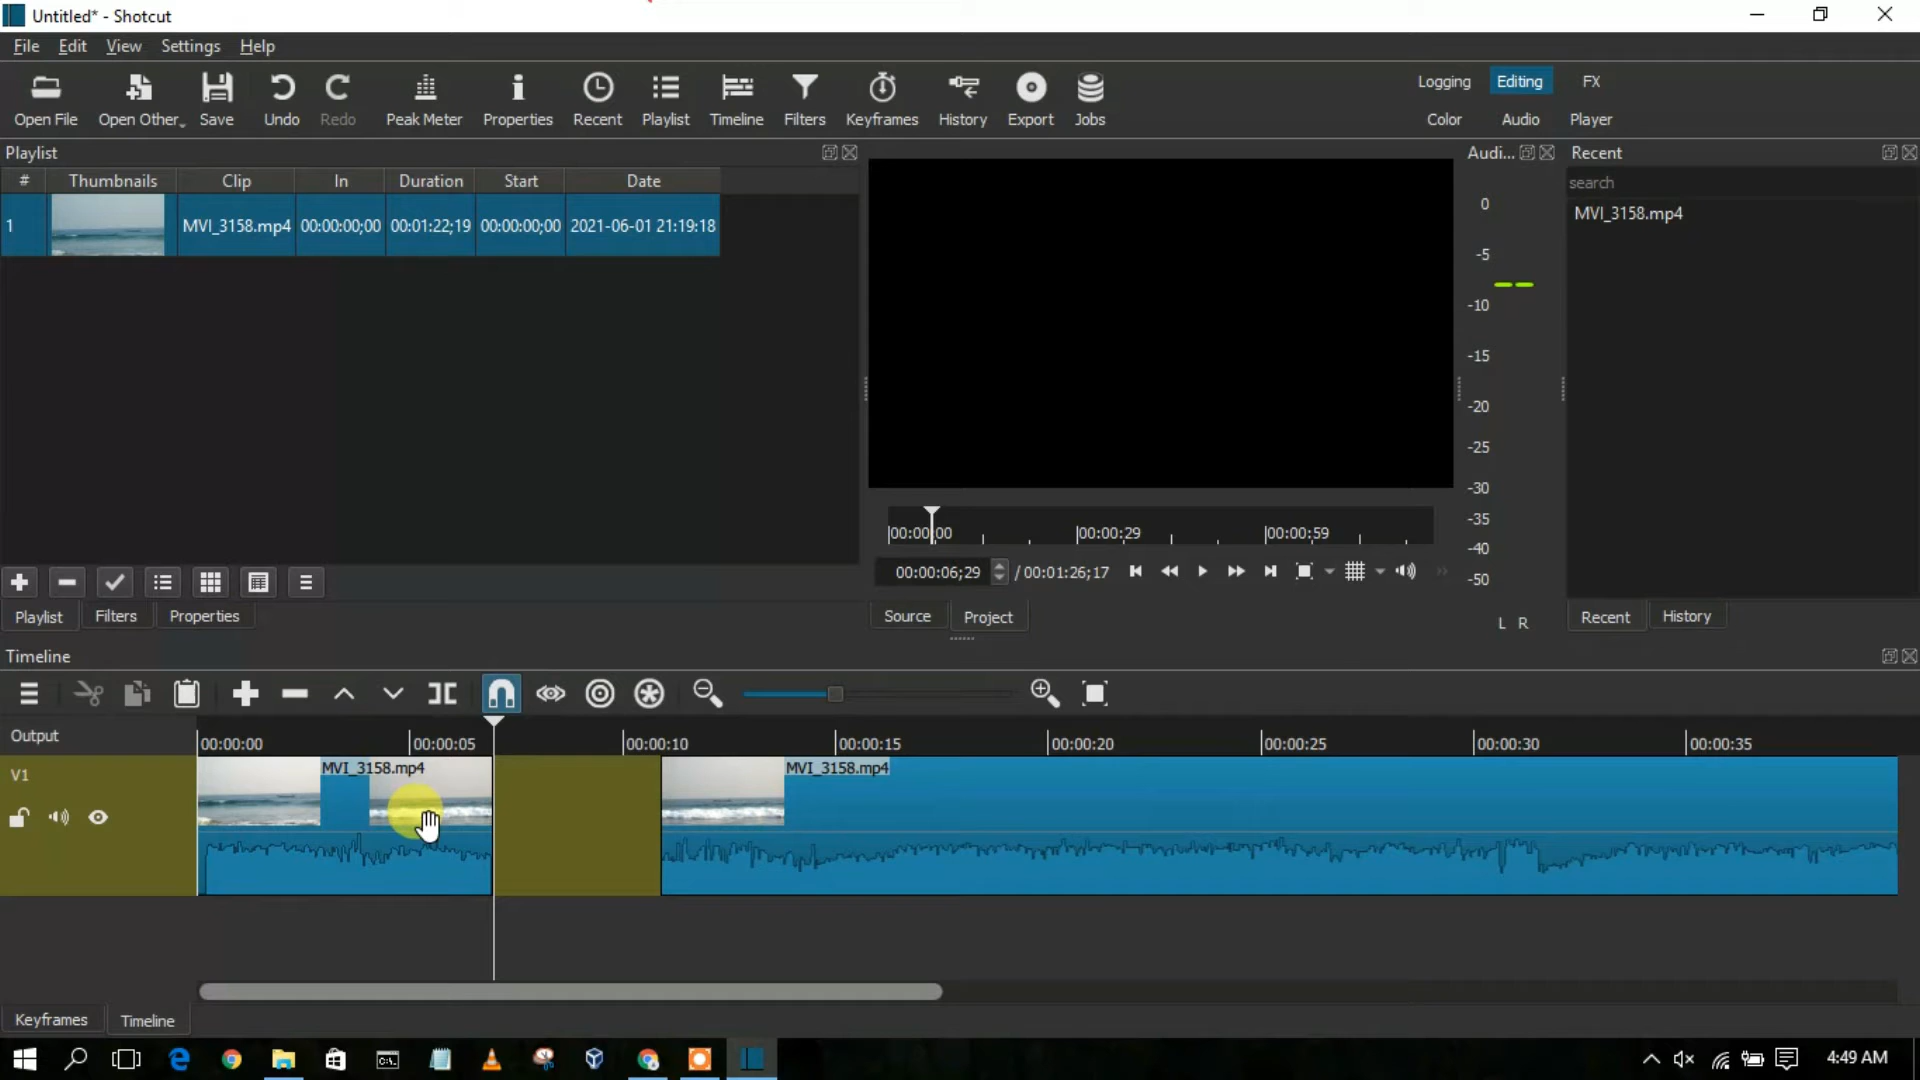 Untitled* - Shotcut
File Edit View Settings Help
Open File Open Other Save Undo Redo Peak Meter Properties Recent Playlist Timeline Filters Keyframes History Export Jobs
Logging Editing FX
Color Audio Player
Playlist
# Thumbnails Clip In Duration Start Date
1 MVI_3158.mp4 00:00:00;00 00:01:22;19 00:00:00;00 2021-06-01 21:19:18
Playlist Filters Properties
00:00:00 00:00:29 00:00:59
00:00:06;29 / 00:01:26;17
Source Project
Audi...
0
-5
-10
-15
-20
-25
-30
-35
-40
-50
L R
Recent
search
MVI_3158.mp4
Recent History
Timeline
Output
00:00:00 00:00:05 00:00:10 00:00:15 00:00:20 00:00:25 00:00:30 00:00:35
V1
MVI_3158.mp4 MVI_3158.mp4
Keyframes Timeline
4:49 AM